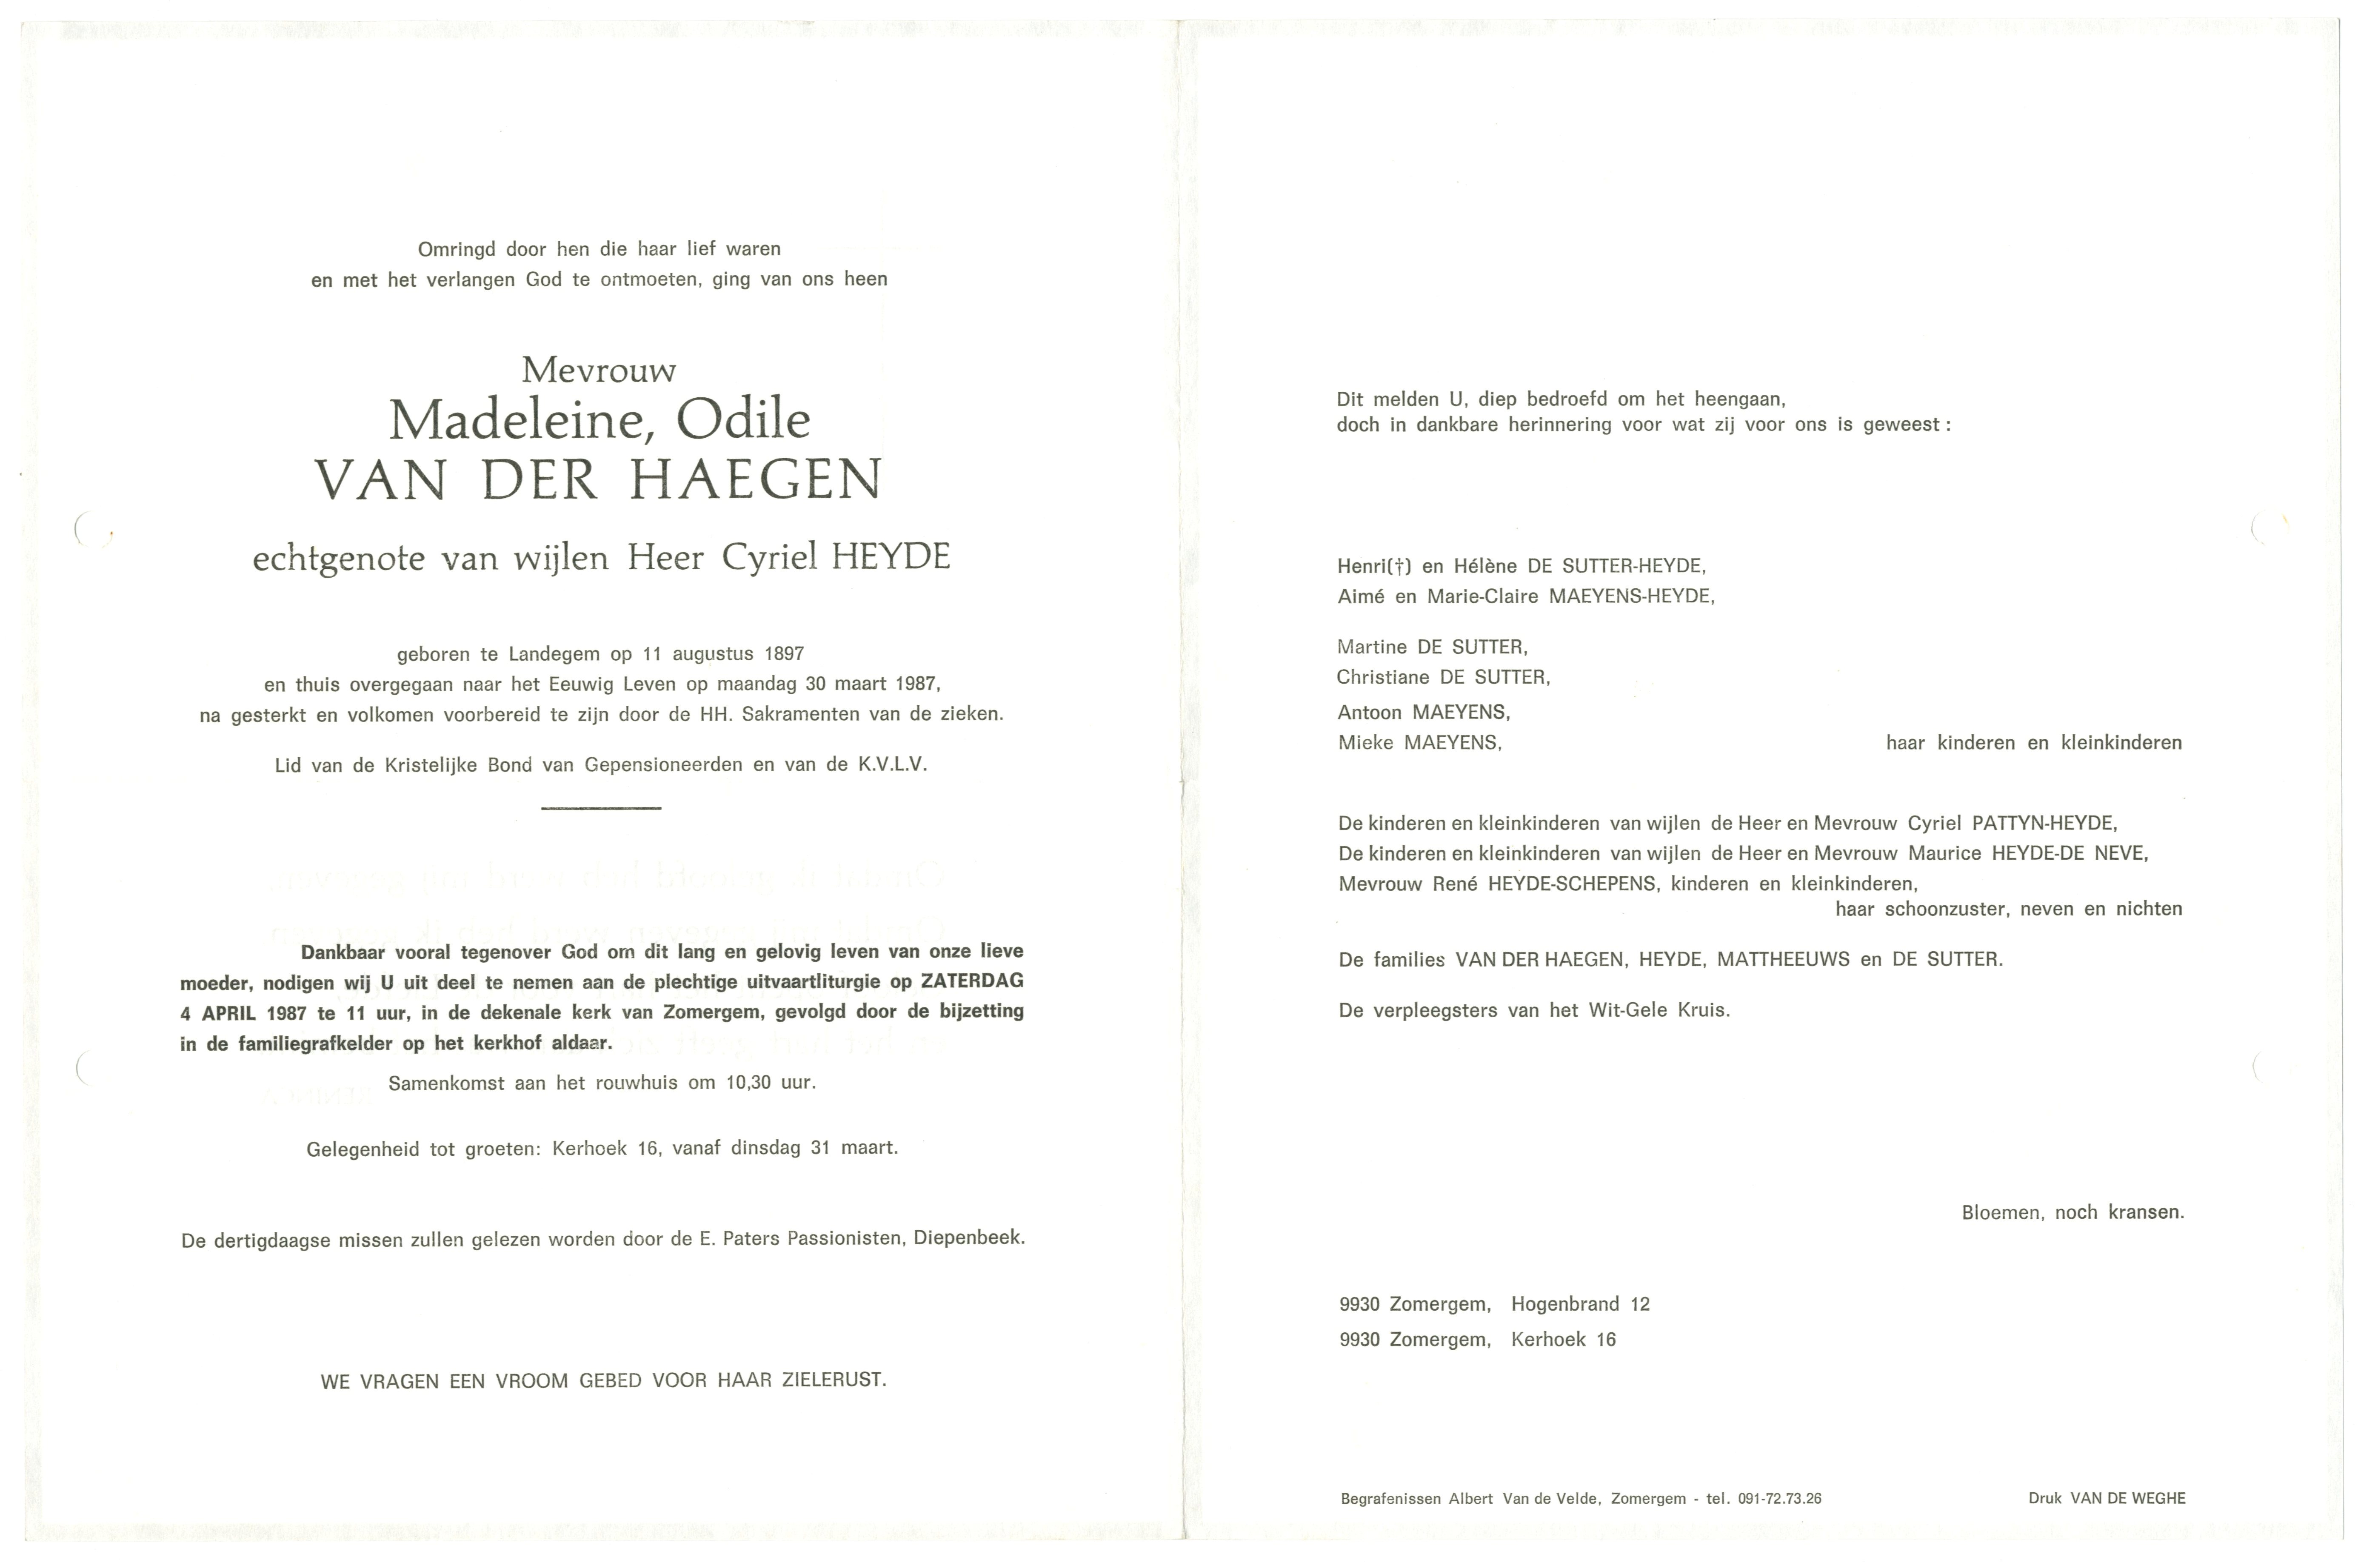 Omringd door hen die haar lief waren
en met het verlangen God te ontmoeten, ging van ons heen
Mevrouw
Madeleine, Odile
VAN DER HAEGEN
echtgenote van wijlen Heer Cyriel HEYDE
geboren te Landegem op 11 augustus 1897
en thuis overgegaan naar het Eeuwig Leven op maandag 30 maart 1987,
na gesterkt en volkomen voorbereid te zijn door de HH. Sakramenten van de zieken.
Lid van de Kristelijke Bond van Gepensioneerden en van de K.V.L.V.
Dankbaar vooral tegenover God om dit lang en gelovig leven van onze lieve
moeder, nodigen wij U uit deel te nemen aan de plechtige uitvaartliturgie op ZATERDAG
4 APRIL 1987 te 11 uur, in de dekenale kerk van Zomergem, gevolgd door de bijzetting
in de familiegrafkelder op het kerkhof aldaar.
Samenkomst aan het rouwhuis om 10,30 uur.
Gelegenheid tot groeten: Kerhoek 16, vanaf dinsdag 31 maart.
De dertigdaagse missen zullen gelezen worden door de E. Paters Passionisten, Diepenbeek.
WE VRAGEN EEN VROOM GEBED VOOR HAAR ZIELERUST.
Dit melden U, diep bedroefd om het heengaan,
doch in dankbare herinnering voor wat zij voor ons is geweest :
Henri(†) en Hélène DE SUTTER-HEYDE,
Aimé en Marie-Claire MAEYENS-HEYDE,
Martine DE SUTTER,
Christiane DE SUTTER,
Antoon MAEYENS,
Mieke MAEYENS, haar kinderen en kleinkinderen
De kinderen en kleinkinderen van wijlen de Heer en Mevrouw Cyriel PATTYN-HEYDE,
De kinderen en kleinkinderen van wijlen de Heer en Mevrouw Maurice HEYDE-DE NEVE,
Mevrouw René HEYDE-SCHEPENS, kinderen en kleinkinderen,
haar schoonzuster, neven en nichten
De families VAN DER HAEGEN, HEYDE, MATTHEEUWS en DE SUTTER.
De verpleegsters van het Wit-Gele Kruis.
Bloemen, noch kransen.
9930 Zomergem, Hogenbrand 12
9930 Zomergem, Kerhoek 16
Begrafenissen Albert Van de Velde, Zomergem - tel. 091-72.73.26 Druk VAN DE WEGHE